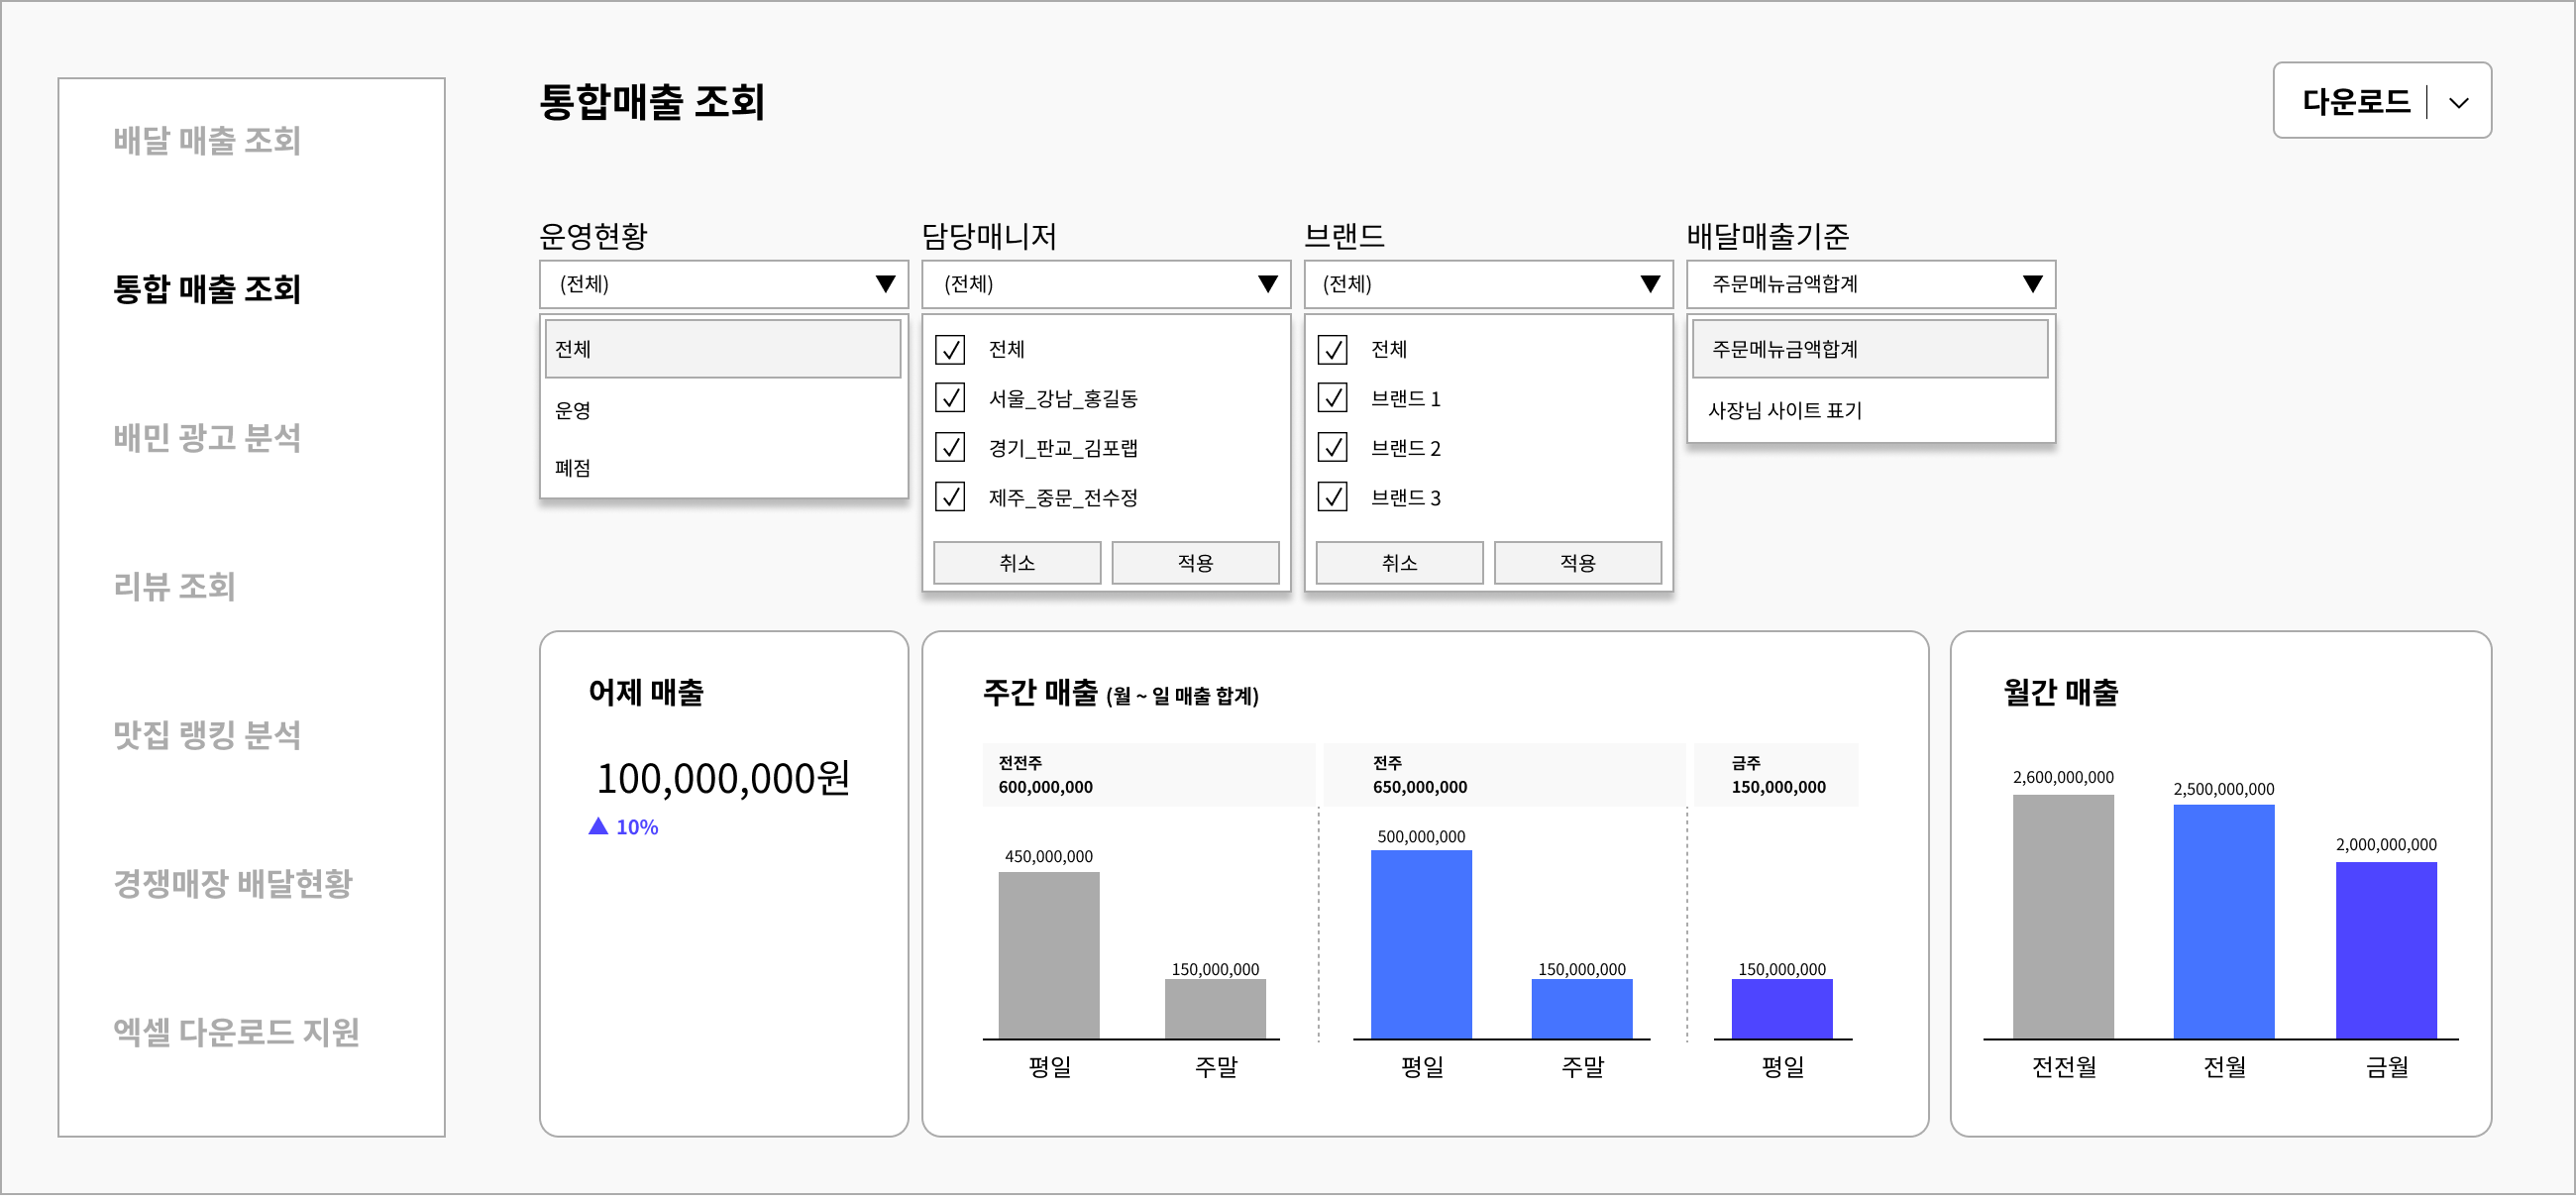 배달 매출 조회
통합 매출 조회
배민 광고 분석
리뷰 조회
맛집 랭킹 분석
경쟁매장 배달현황
엑셀 다운로드 지원
통합매출 조회
다운로드
운영현황
(전체)
전체
운영
폐점
담당매니저
(전체)
전체
서울_강남_홍길동
경기_판교_김포랩
제주_중문_전수정
취소 적용
브랜드
(전체)
전체
브랜드 1
브랜드 2
브랜드 3
취소 적용
배달매출기준
주문메뉴금액합계
주문메뉴금액합계
사장님 사이트 표기
어제 매출
100,000,000원
▲ 10%
주간 매출 (월 ~ 일 매출 합계)
전전주
600,000,000
450,000,000
150,000,000
평일 주말
전주
650,000,000
500,000,000
150,000,000
평일 주말
금주
150,000,000
150,000,000
평일
월간 매출
2,600,000,000
2,500,000,000
2,000,000,000
전전월 전월 금월